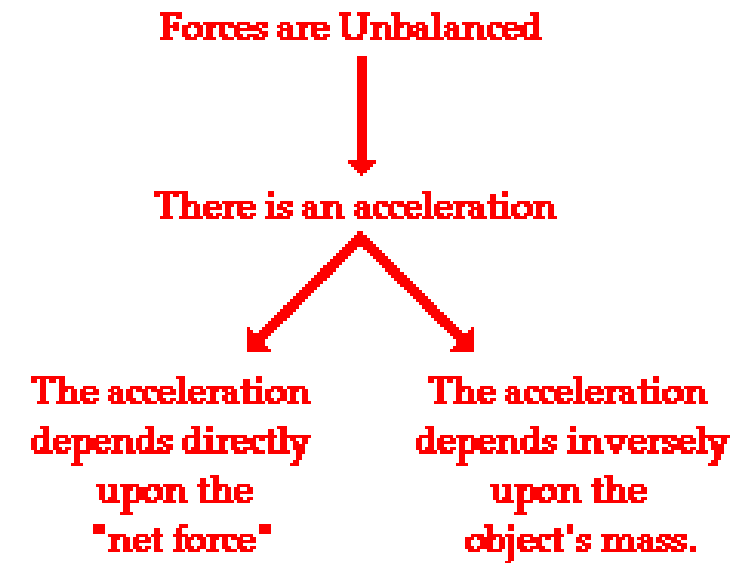 Forces are Unbalanced
There is an acceleration
The acceleration
depends directly
upon the
"net force"
The acceleration
depends inversely
upon the
object's mass.